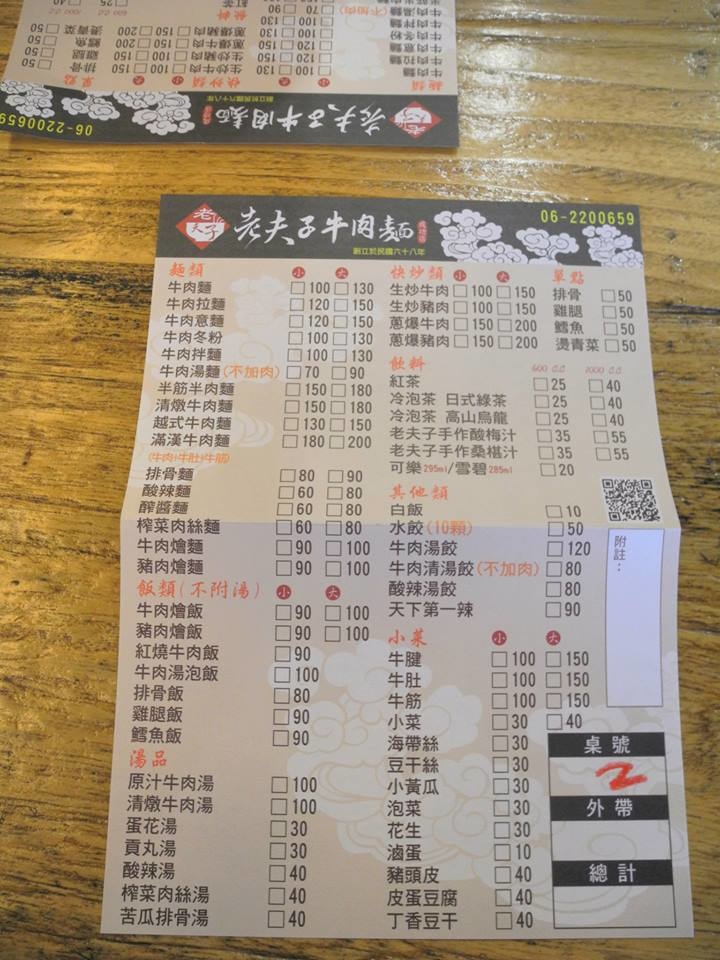 06-2200659
老夫子牛肉麵
創立於民國六十八年
麵類 小 大
牛肉麵 100 130
牛肉拉麵 120 150
牛肉意麵 120 150
牛肉冬粉 100 130
牛肉拌麵 100 130
牛肉湯麵(不加肉) 70 90
半筋半肉麵 150 180
清燉牛肉麵 150 180
越式牛肉麵 130 150
滿漢牛肉麵 180 200
(牛肉+牛肚+牛筋)
排骨麵 80 90
酸辣麵 60 80
醡醬麵 60 80
榨菜肉絲麵 60 80
牛肉燴麵 90 100
豬肉燴麵 90 100
飯類(不附湯) 小 大
牛肉燴飯 90 100
豬肉燴飯 90 100
紅燒牛肉飯 90
牛肉湯泡飯 100
排骨飯 80
雞腿飯 90
鱈魚飯 90
湯品
原汁牛肉湯 100
清燉牛肉湯 100
蛋花湯 30
貢丸湯 30
酸辣湯 40
榨菜肉絲湯 40
苦瓜排骨湯 40
快炒類 小 大
生炒牛肉 100 150
生炒豬肉 100 150
蔥爆牛肉 150 200
蔥爆豬肉 150 200
單點
排骨 50
雞腿 50
鱈魚 50
燙青菜 50
飲料 600 c.c 1000 c.c
紅茶 25 40
冷泡茶 日式綠茶 25 40
冷泡茶 高山烏龍 25 40
老夫子手作酸梅汁 35 55
老夫子手作桑椹汁 35 55
可樂295ml/雪碧285ml 20
其他類
白飯 10
水餃(10顆) 50
牛肉湯餃 120
牛肉清湯餃(不加肉) 80
酸辣湯餃 80
天下第一辣 90
小菜 小 大
牛腱 100 150
牛肚 100 150
牛筋 100 150
小菜 30 40
海帶絲 30
豆干絲 30
小黃瓜 30
泡菜 30
花生 30
滷蛋 10
豬頭皮 40
皮蛋豆腐 40
丁香豆干 40
附註：
桌號
2
外帶
總計